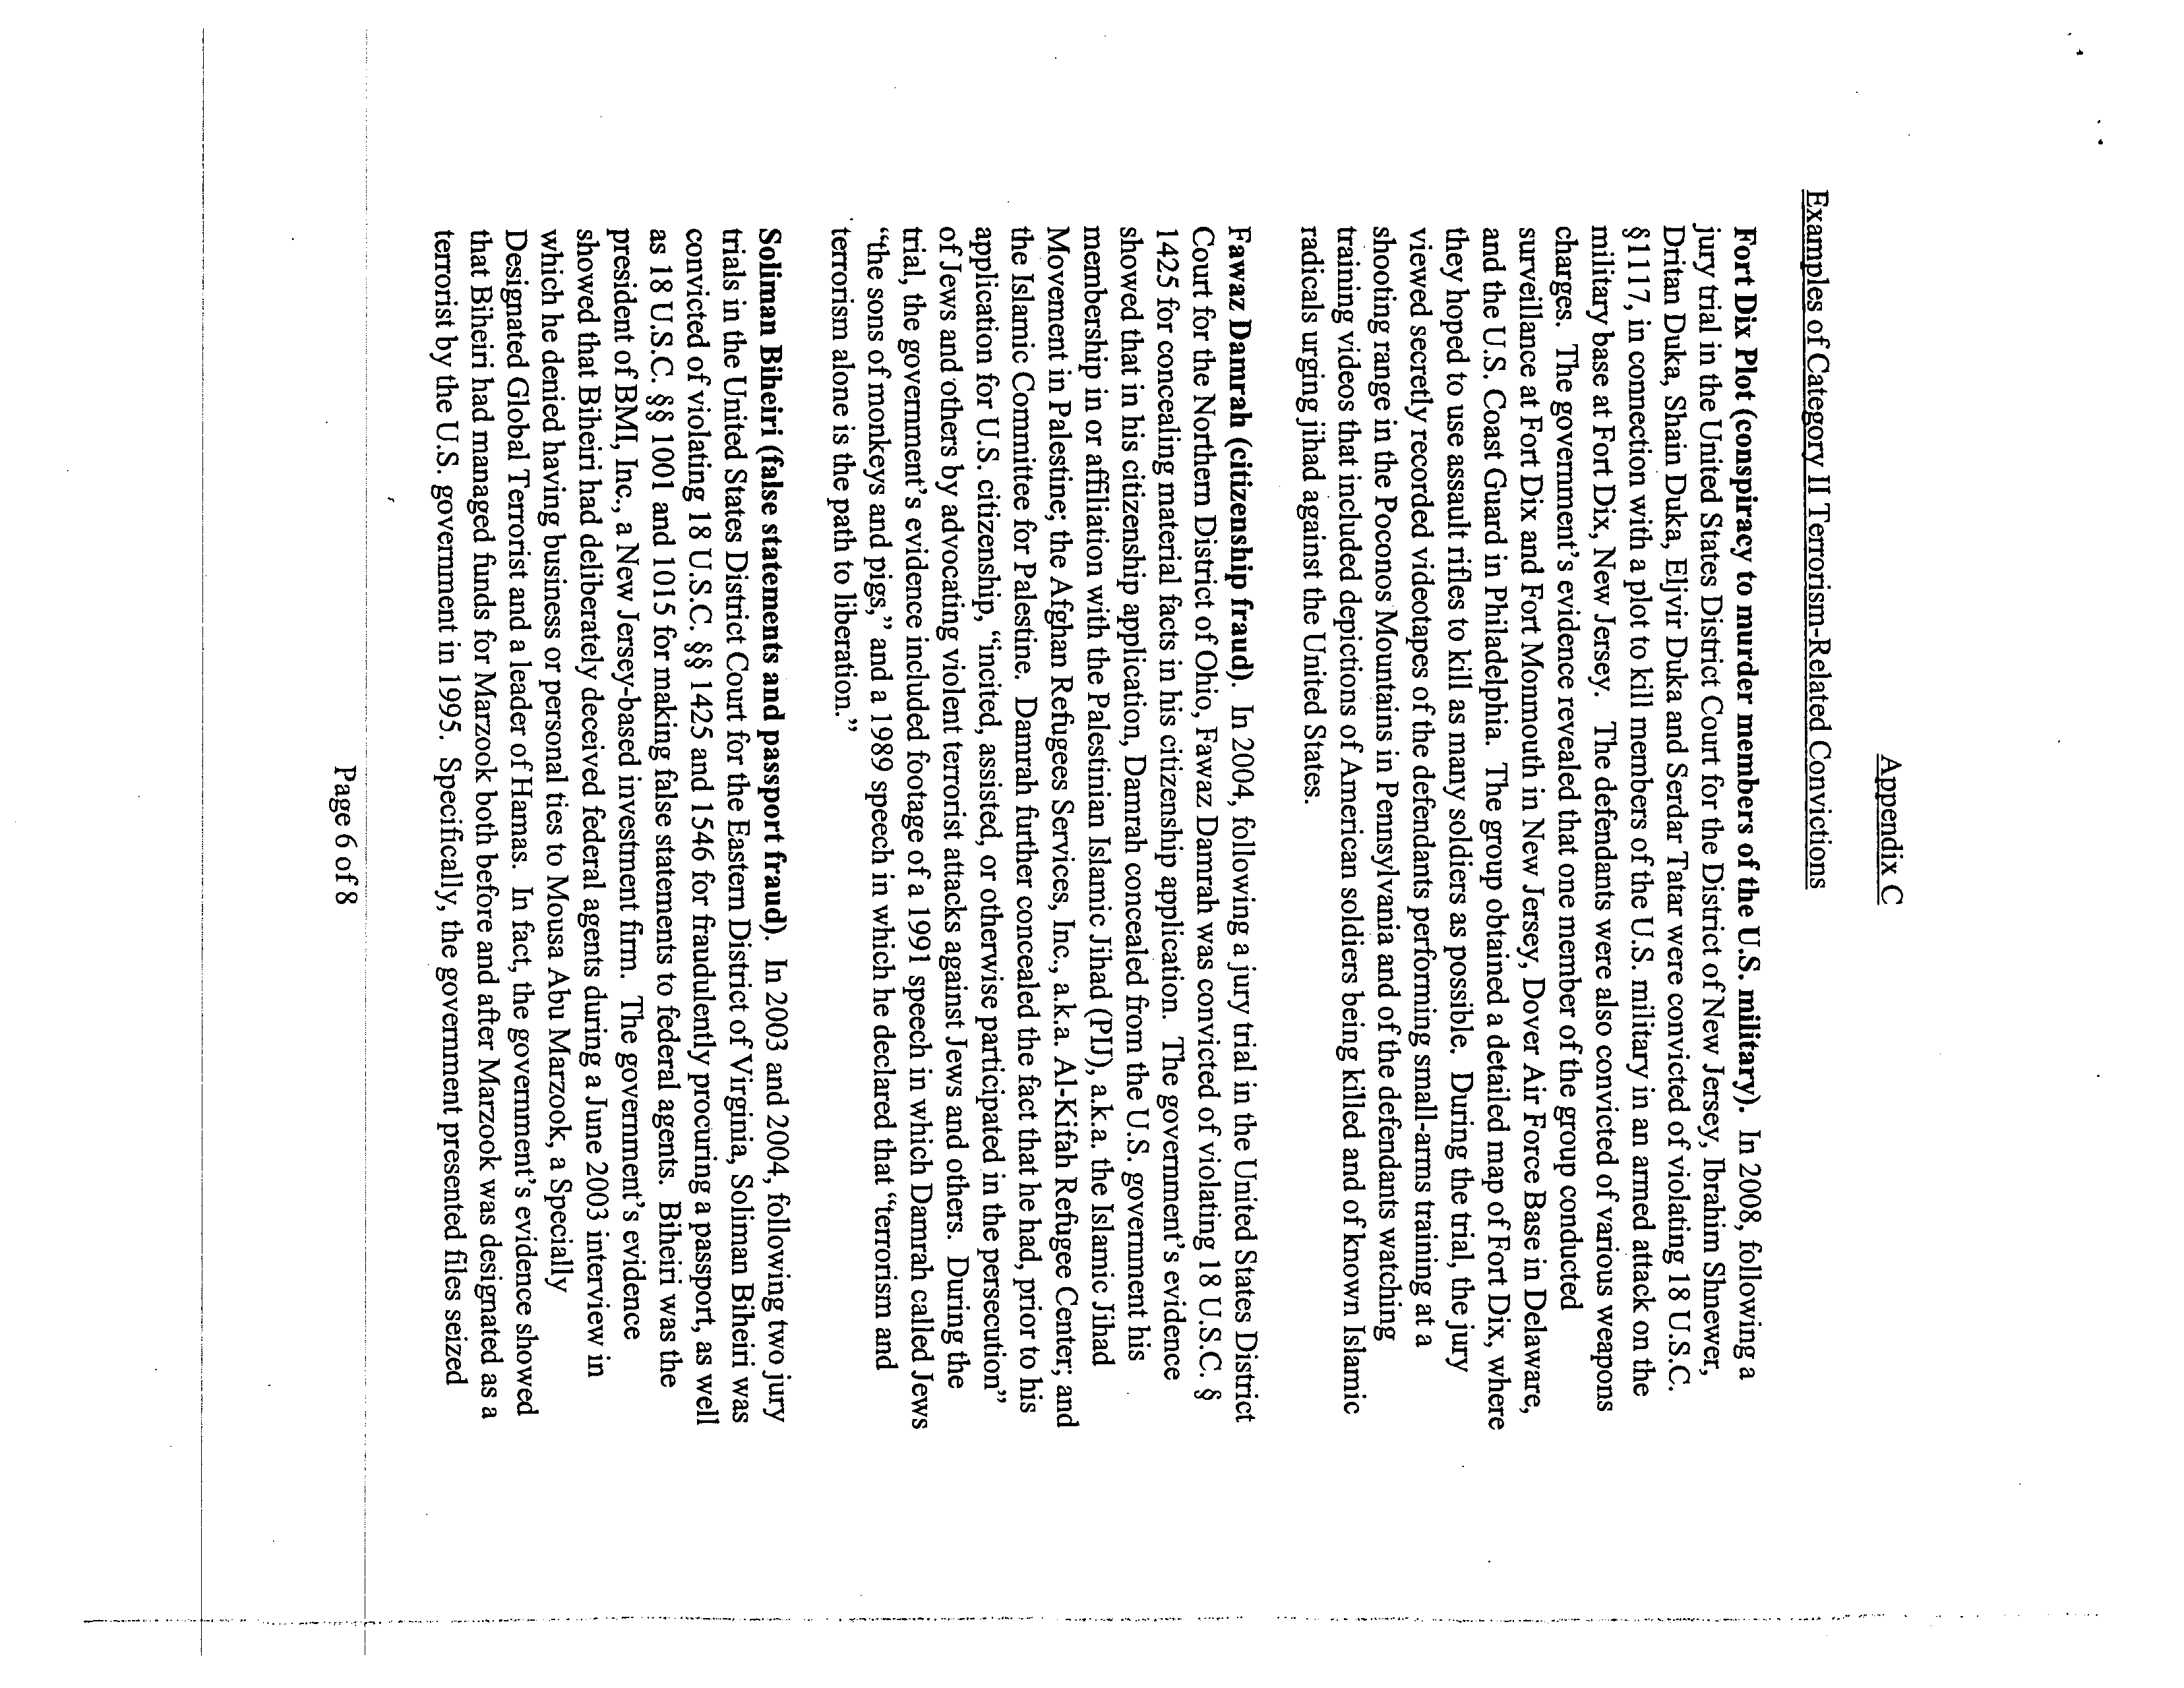 Appendix C
Examples of Category II Terrorism-Related Convictions
Fort Dix Plot (conspiracy to murder members of the U.S. military). In 2008, following a
jury trial in the United States District Court for the District of New Jersey, Ibrahim Shnewer,
Dritan Duka, Shain Duka, Eljvir Duka and Serdar Tatar were convicted of violating 18 U.S.C.
§1117, in connection with a plot to kill members of the U.S. military in an armed attack on the
military base at Fort Dix, New Jersey. The defendants were also convicted of various weapons
charges. The government's evidence revealed that one member of the group conducted
surveillance at Fort Dix and Fort Monmouth in New Jersey, Dover Air Force Base in Delaware,
and the U.S. Coast Guard in Philadelphia. The group obtained a detailed map of Fort Dix, where
they hoped to use assault rifles to kill as many soldiers as possible. During the trial, the jury
viewed secretly recorded videotapes of the defendants performing small-arms training at a
shooting range in the Poconos Mountains in Pennsylvania and of the defendants watching
training videos that included depictions of American soldiers being killed and of known Islamic
radicals urging jihad against the United States.
Fawaz Damrah (citizenship fraud). In 2004, following a jury trial in the United States District
Court for the Northern District of Ohio, Fawaz Damrah was convicted of violating 18 U.S.C. §
1425 for concealing material facts in his citizenship application. The government's evidence
showed that in his citizenship application, Damrah concealed from the U.S. government his
membership in or affiliation with the Palestinian Islamic Jihad (PIJ), a.k.a. the Islamic Jihad
Movement in Palestine; the Afghan Refugees Services, Inc., a.k.a. Al-Kifah Refugee Center; and
the Islamic Committee for Palestine. Damrah further concealed the fact that he had, prior to his
application for U.S. citizenship, “incited, assisted, or otherwise participated in the persecution”
of Jews and others by advocating violent terrorist attacks against Jews and others. During the
trial, the government's evidence included footage of a 1991 speech in which Damrah called Jews
“the sons of monkeys and pigs,” and a 1989 speech in which he declared that “terrorism and
terrorism alone is the path to liberation.”
Soliman Biheiri (false statements and passport fraud). In 2003 and 2004, following two jury
trials in the United States District Court for the Eastern District of Virginia, Soliman Biheiri was
convicted of violating 18 U.S.C. §§ 1425 and 1546 for fraudulently procuring a passport, as well
as 18 U.S.C. §§ 1001 and 1015 for making false statements to federal agents. Biheiri was the
president of BMI, Inc., a New Jersey-based investment firm. The government's evidence
showed that Biheiri had deliberately deceived federal agents during a June 2003 interview in
which he denied having business or personal ties to Mousa Abu Marzook, a Specially
Designated Global Terrorist and a leader of Hamas. In fact, the government's evidence showed
that Biheiri had managed funds for Marzook both before and after Marzook was designated as a
terrorist by the U.S. government in 1995. Specifically, the government presented files seized
Page 6 of 8